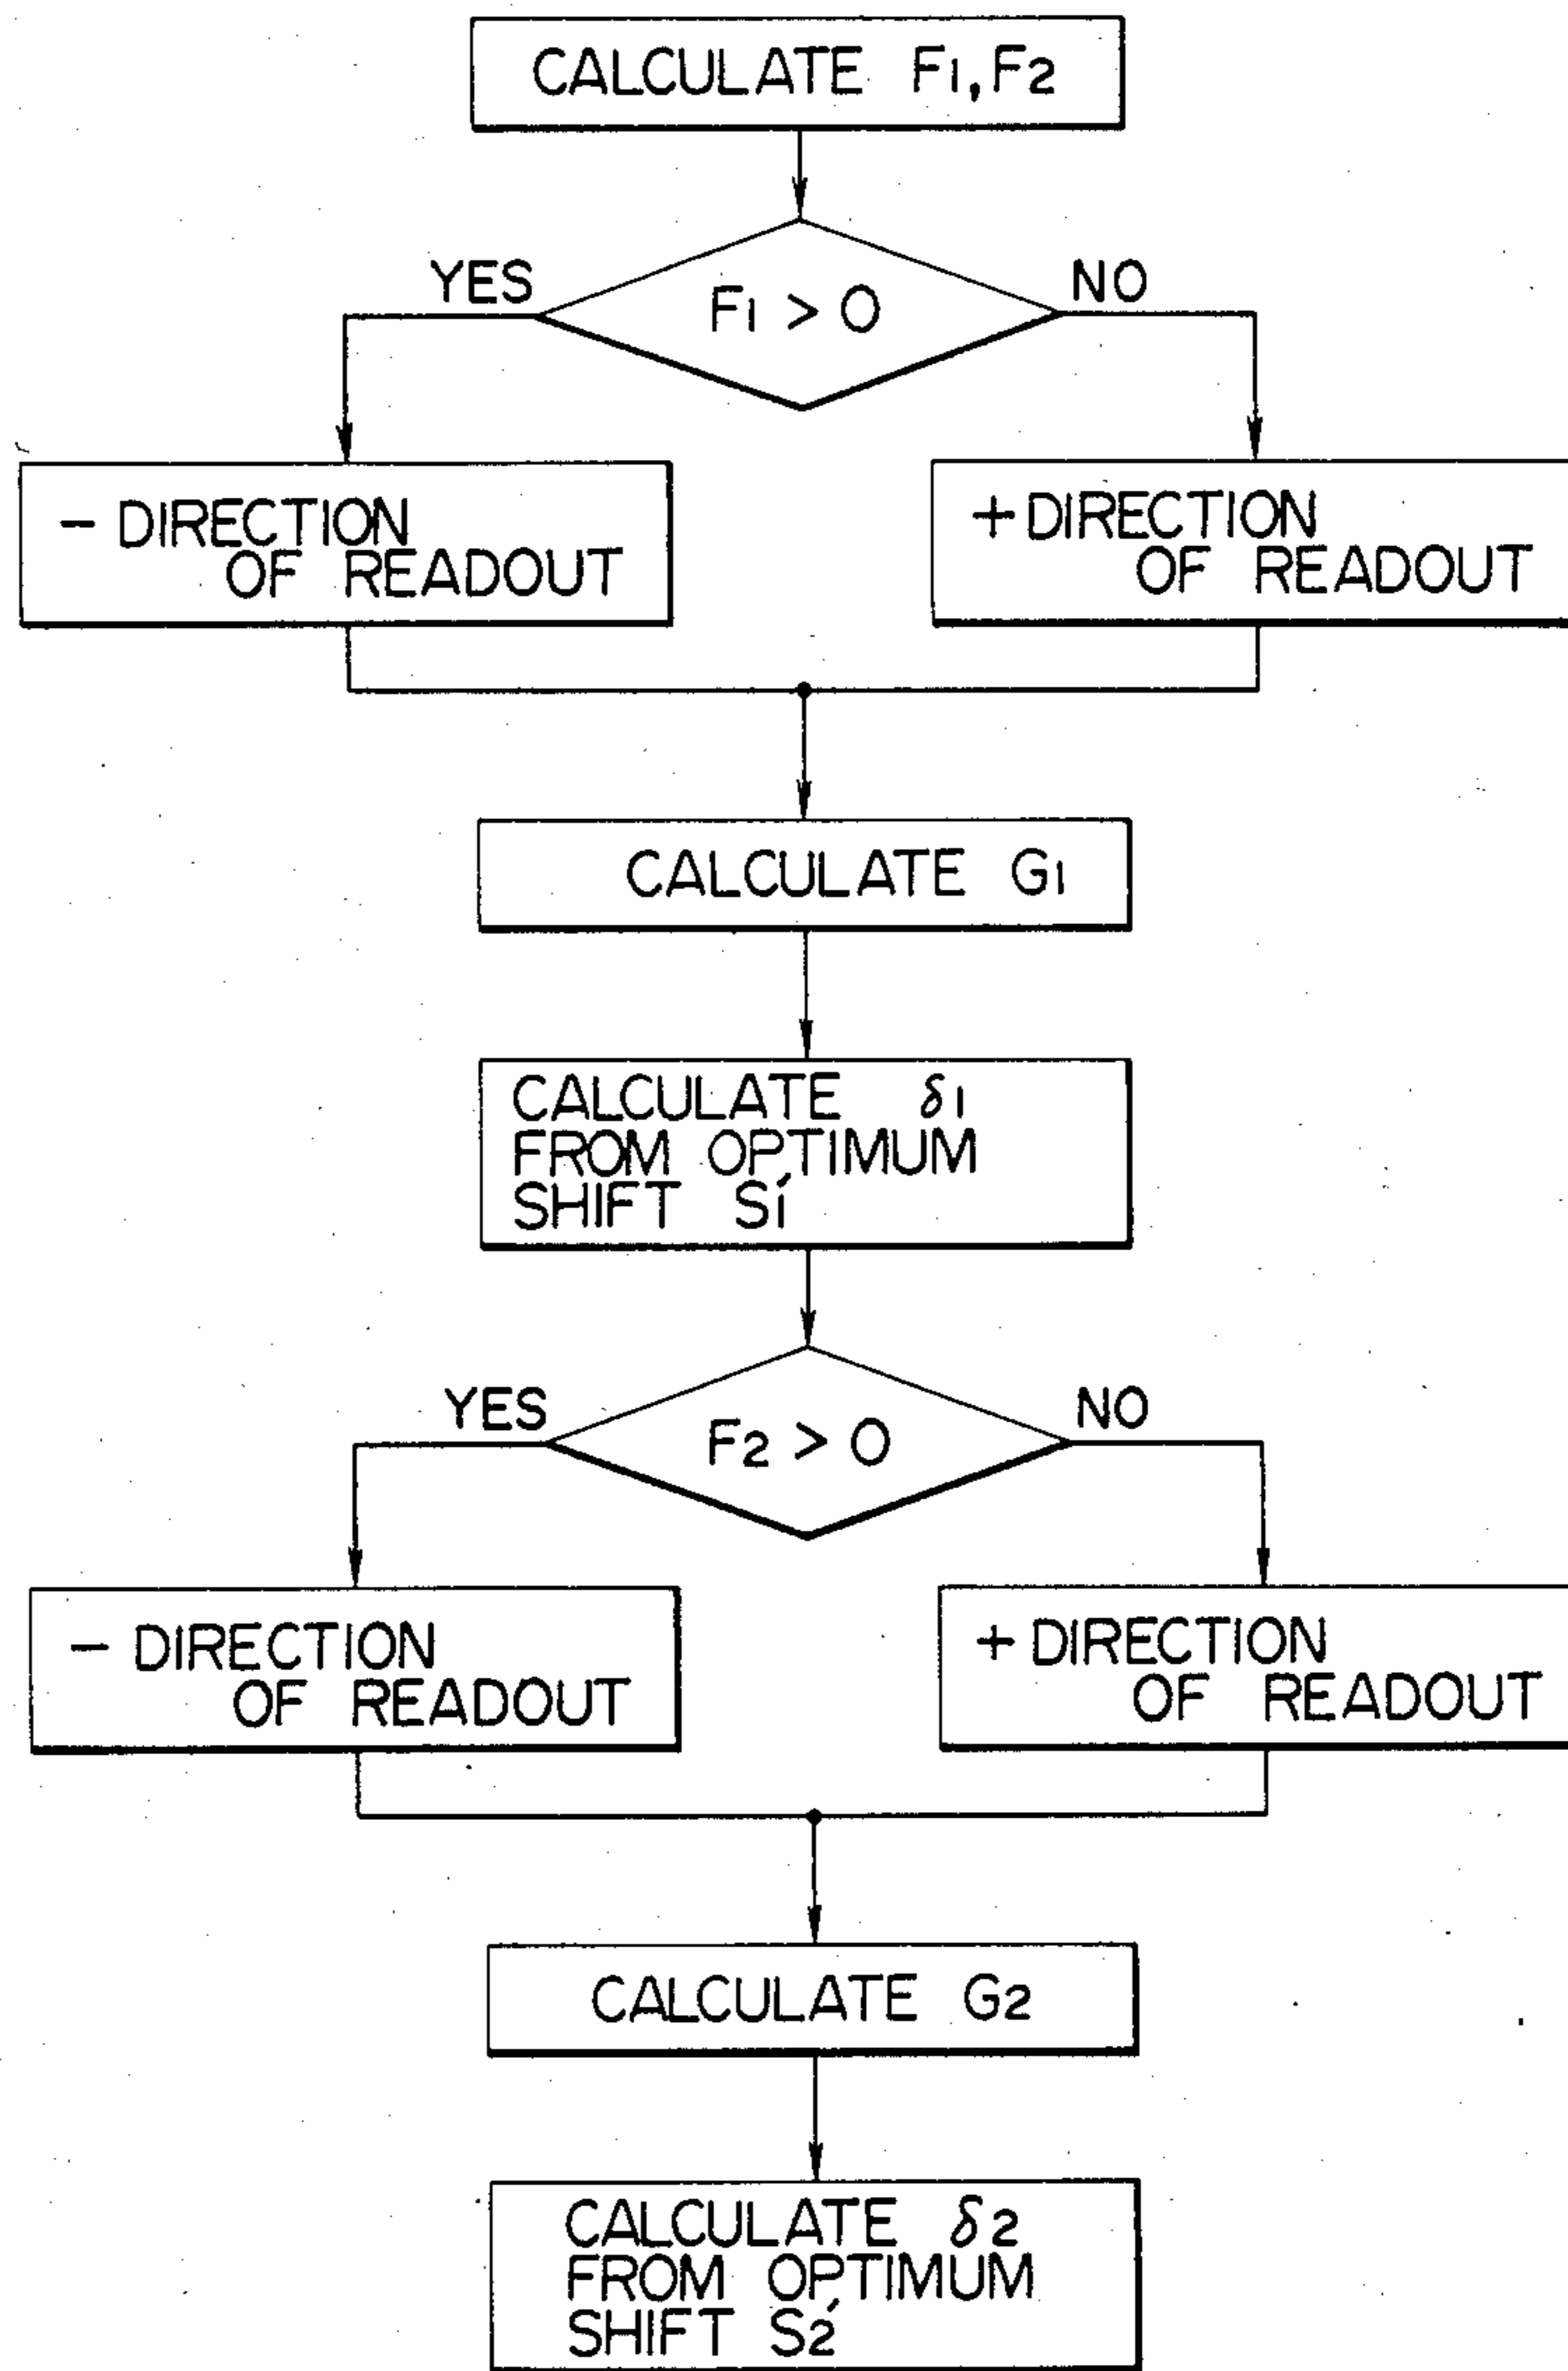 CALCULATE F1, F2
YES
F1 > 0
NO
− DIRECTION
OF READOUT
+ DIRECTION
OF READOUT
CALCULATE G1
CALCULATE δ1
FROM OPTIMUM
SHIFT S1'
YES
F2 > 0
NO
− DIRECTION
OF READOUT
+ DIRECTION
OF READOUT
CALCULATE G2
CALCULATE δ2
FROM OPTIMUM
SHIFT S2'